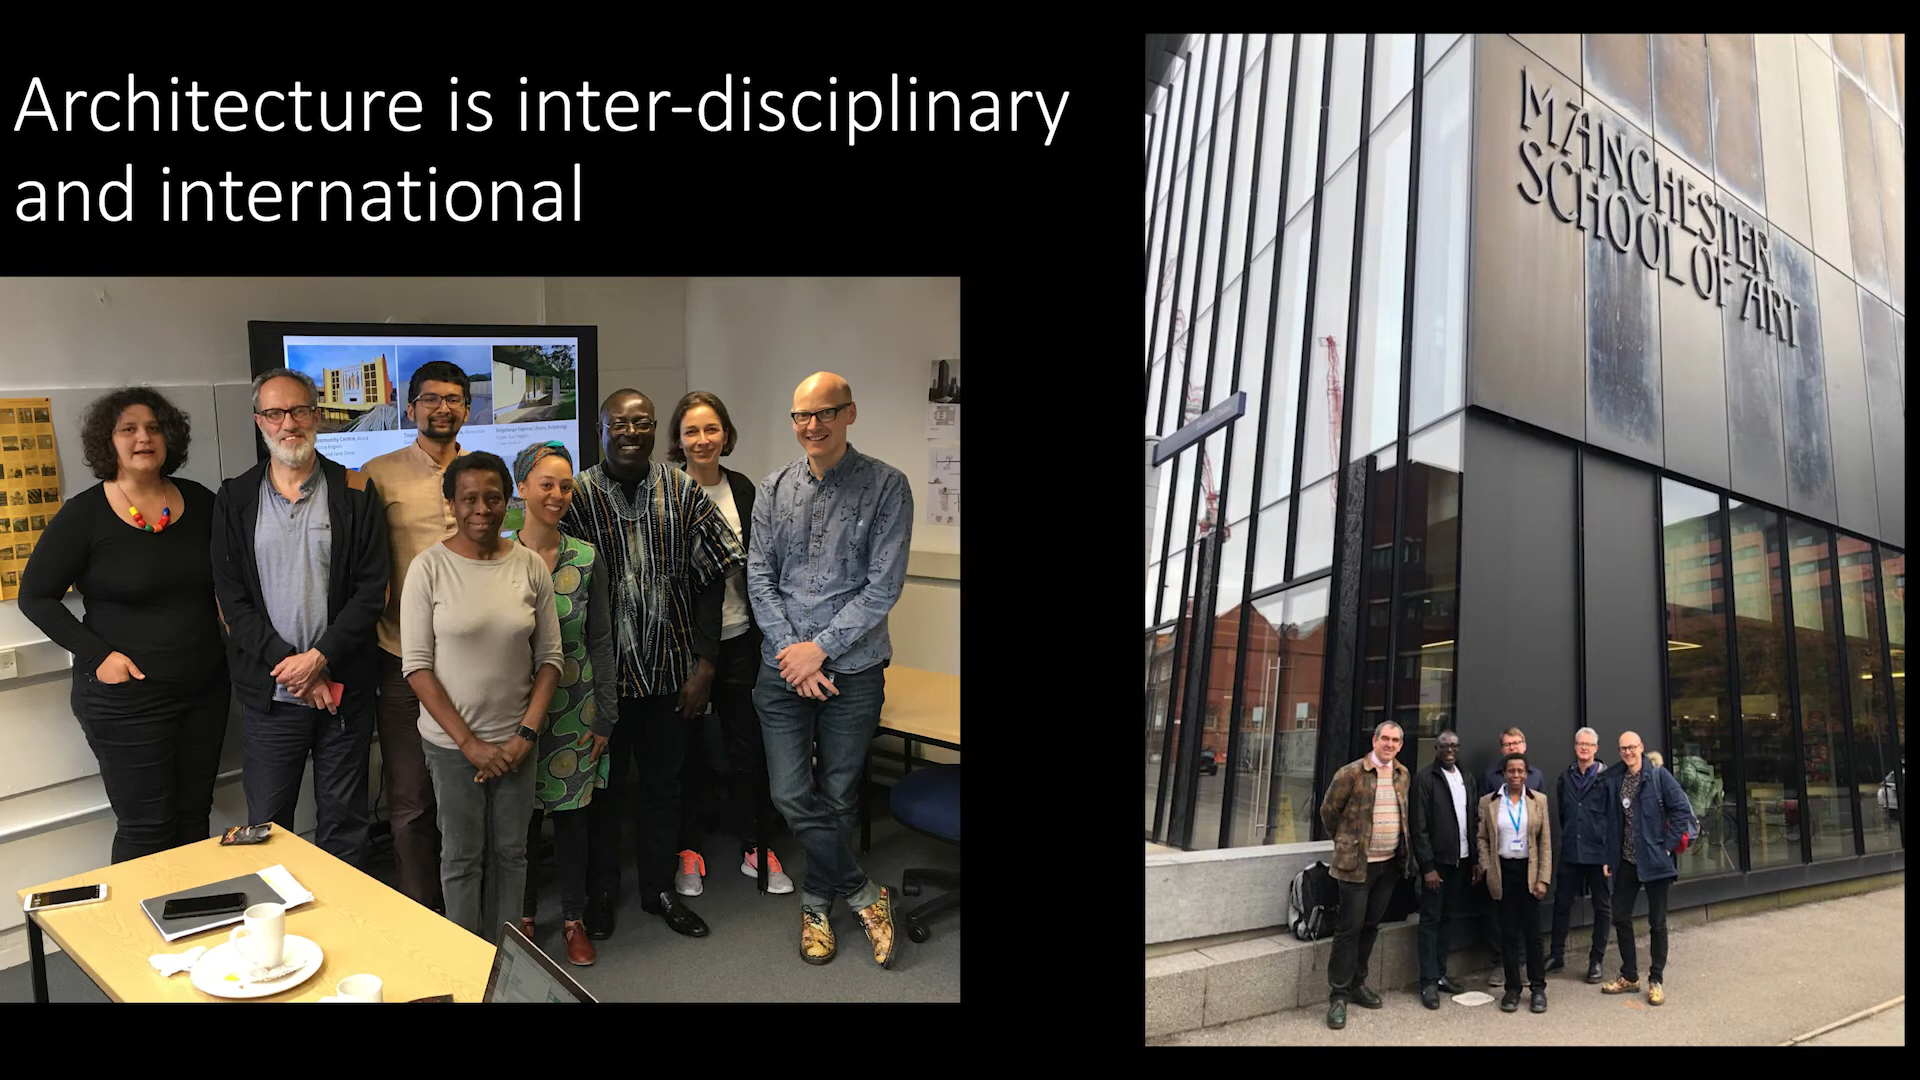 Architecture is inter-disciplinary
and international
MANCHESTER
SCHOOL OF ART